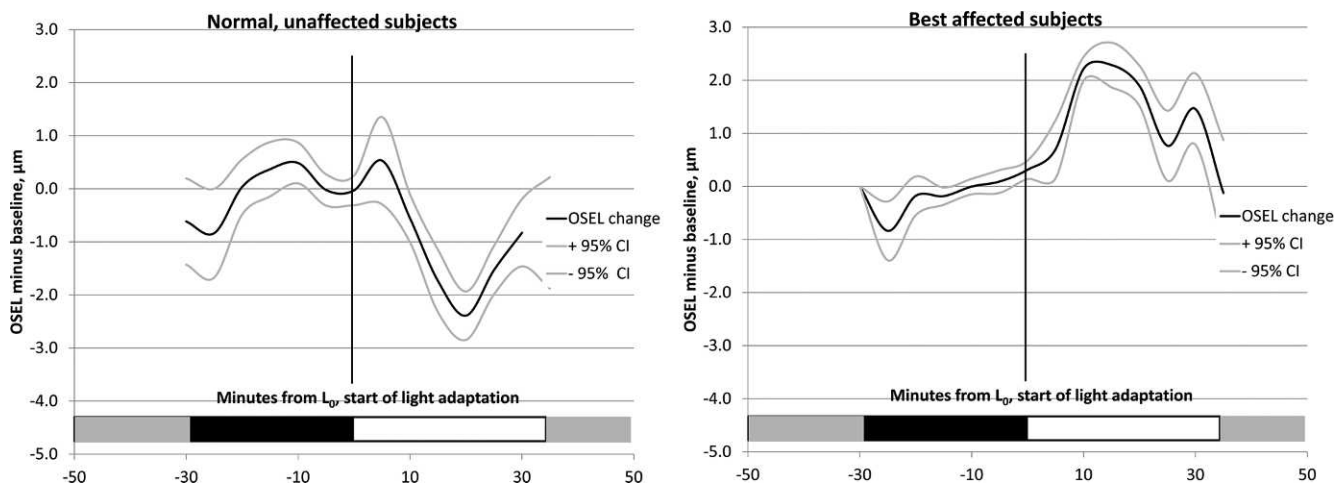 Normal, unaffected subjects
3.0
2.0
1.0
0.0
-1.0
-2.0
-3.0
-4.0
-5.0
OSEL minus baseline, µm
OSEL change
+ 95% CI
- 95% CI
Minutes from L₀, start of light adaptation
-50 -30 -10 10 30 50
Best affected subjects
3.0
2.0
1.0
0.0
-1.0
-2.0
-3.0
-4.0
-5.0
OSEL minus baseline, µm
OSEL change
+ 95% CI
- 95% CI
Minutes from L₀, start of light adaptation
-50 -30 -10 10 30 50